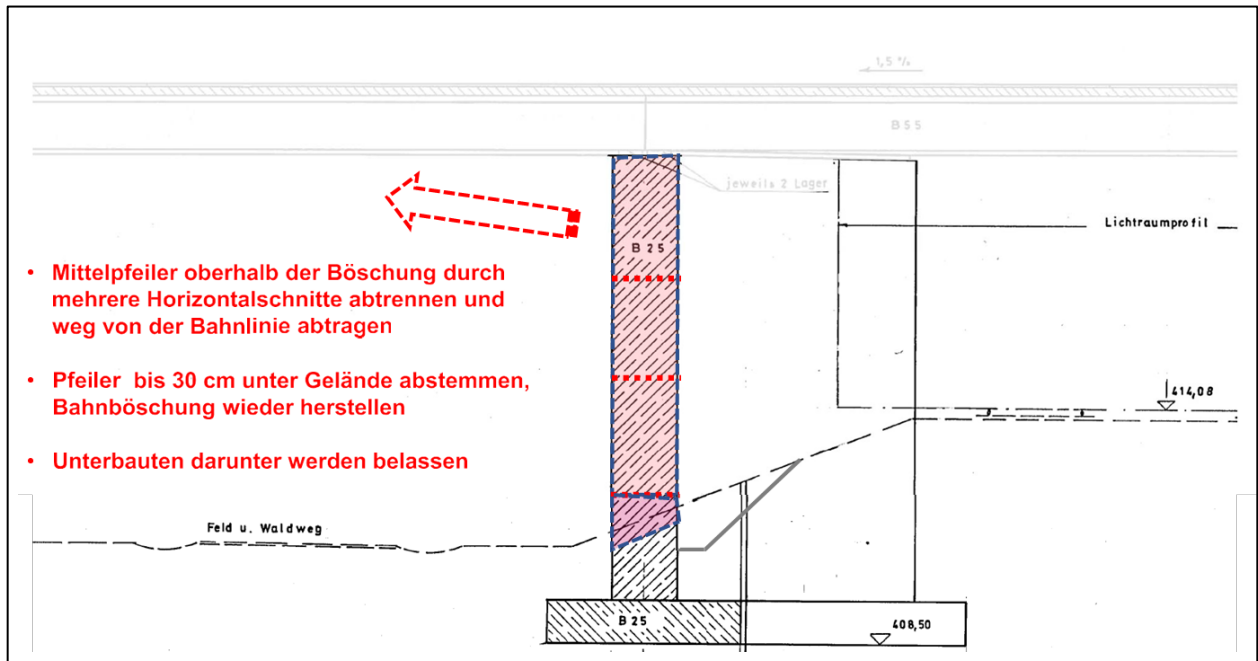 1,5 %
B 55
jeweils 2 Lager
B 25
Lichtraumprofil
• Mittelpfeiler oberhalb der Böschung durch
mehrere Horizontalschnitte abtrennen und
weg von der Bahnlinie abtragen
• Pfeiler bis 30 cm unter Gelände abstemmen,
Bahnböschung wieder herstellen
414,08
• Unterbauten darunter werden belassen
Feld u. Waldweg
B 25
408,50